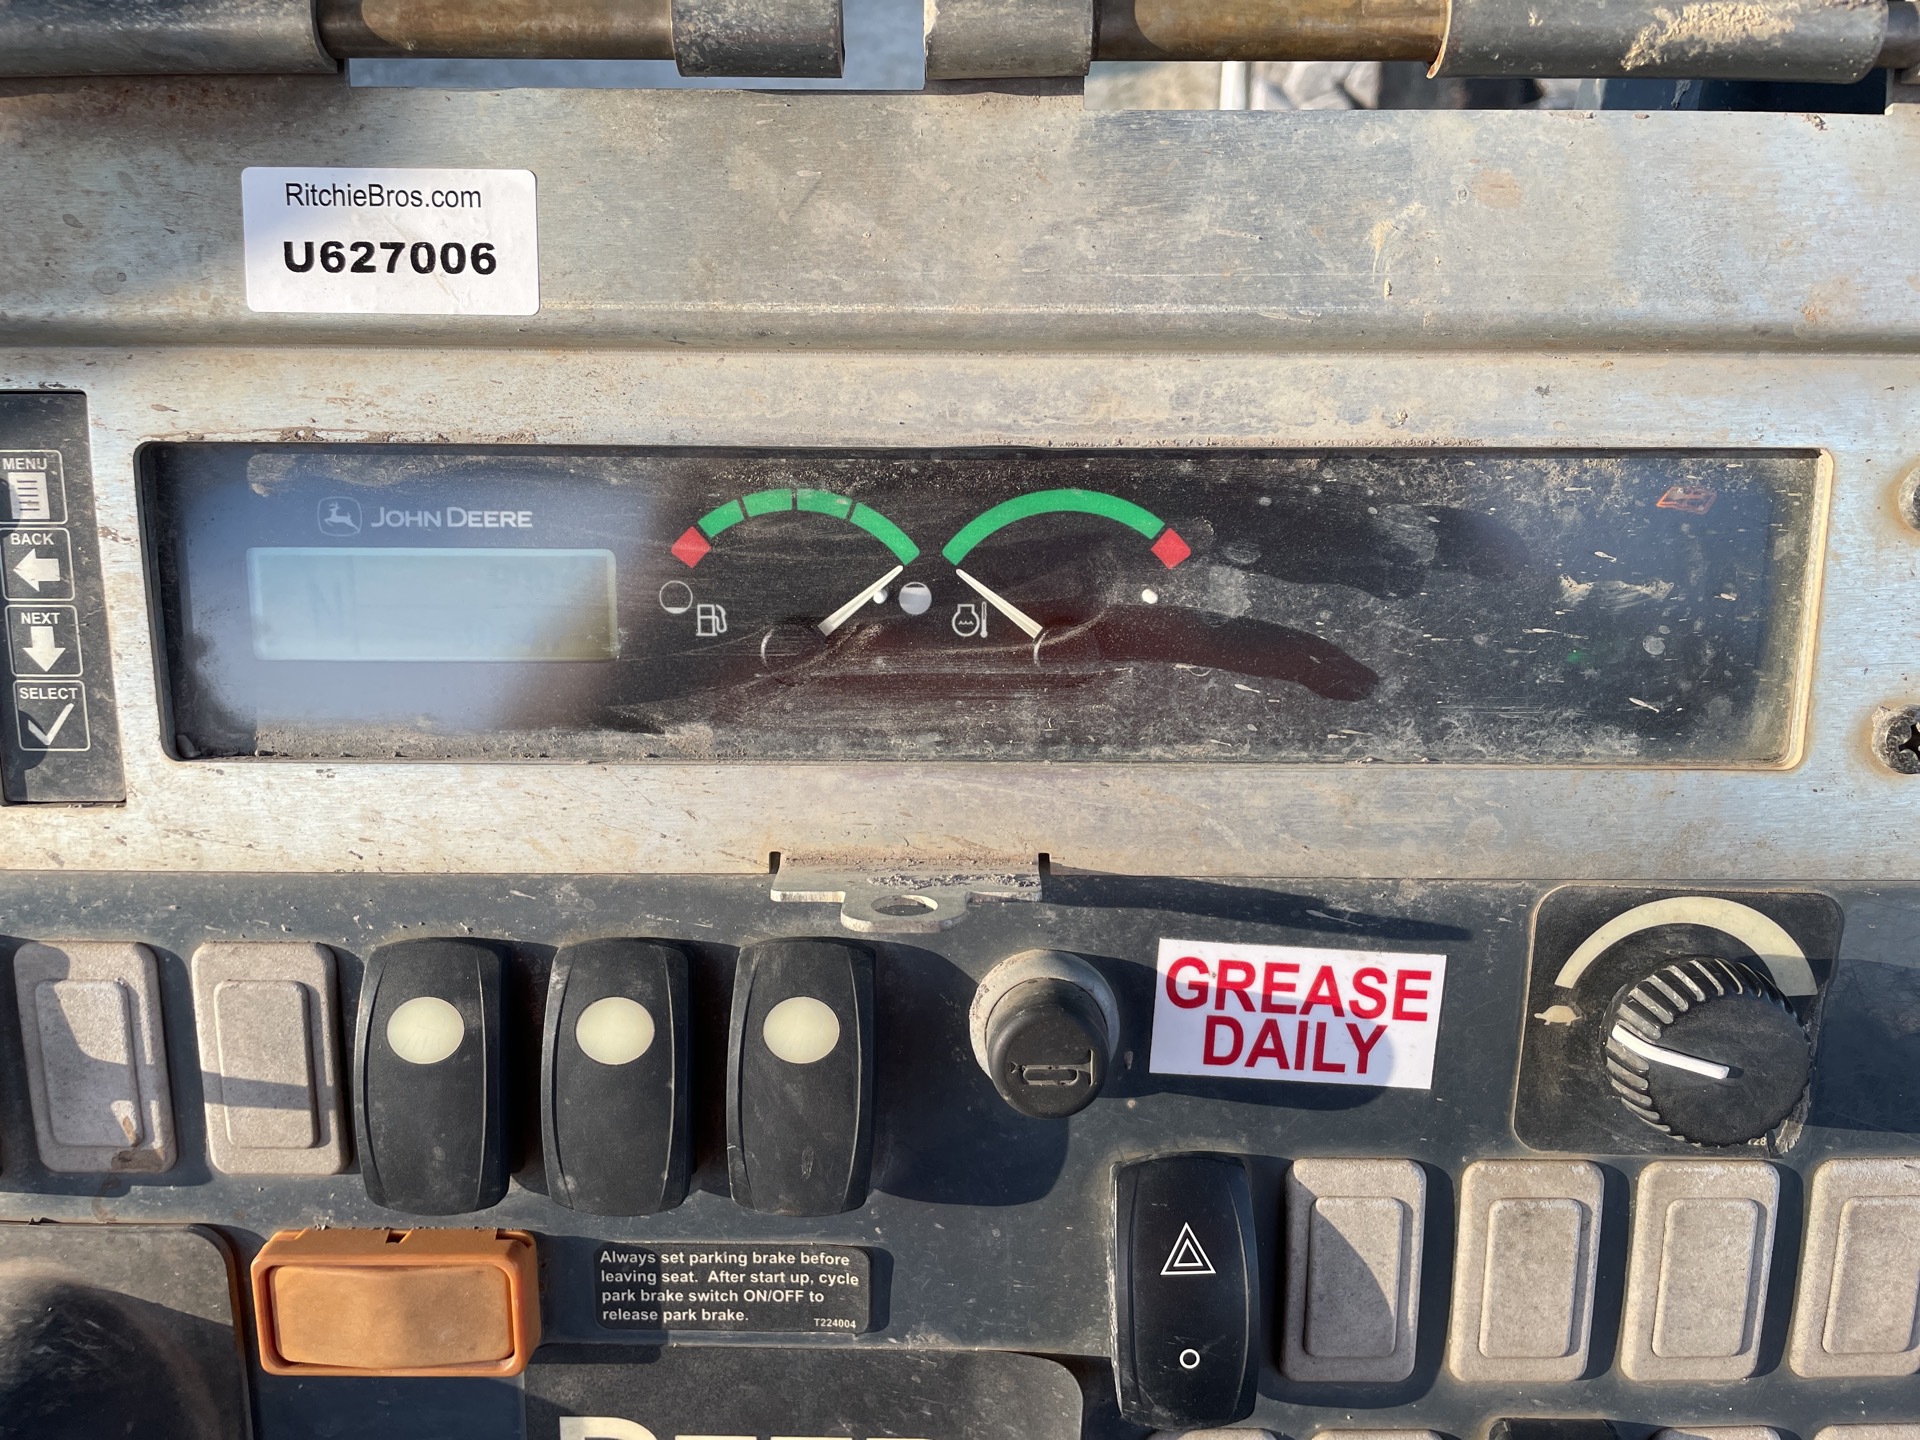 RitchieBros.com
U627006
MENU
BACK
NEXT
SELECT
JOHN DEERE
GREASE
DAILY
Always set parking brake before
leaving seat. After start up, cycle
park brake switch ON/OFF to
release park brake.
T224004